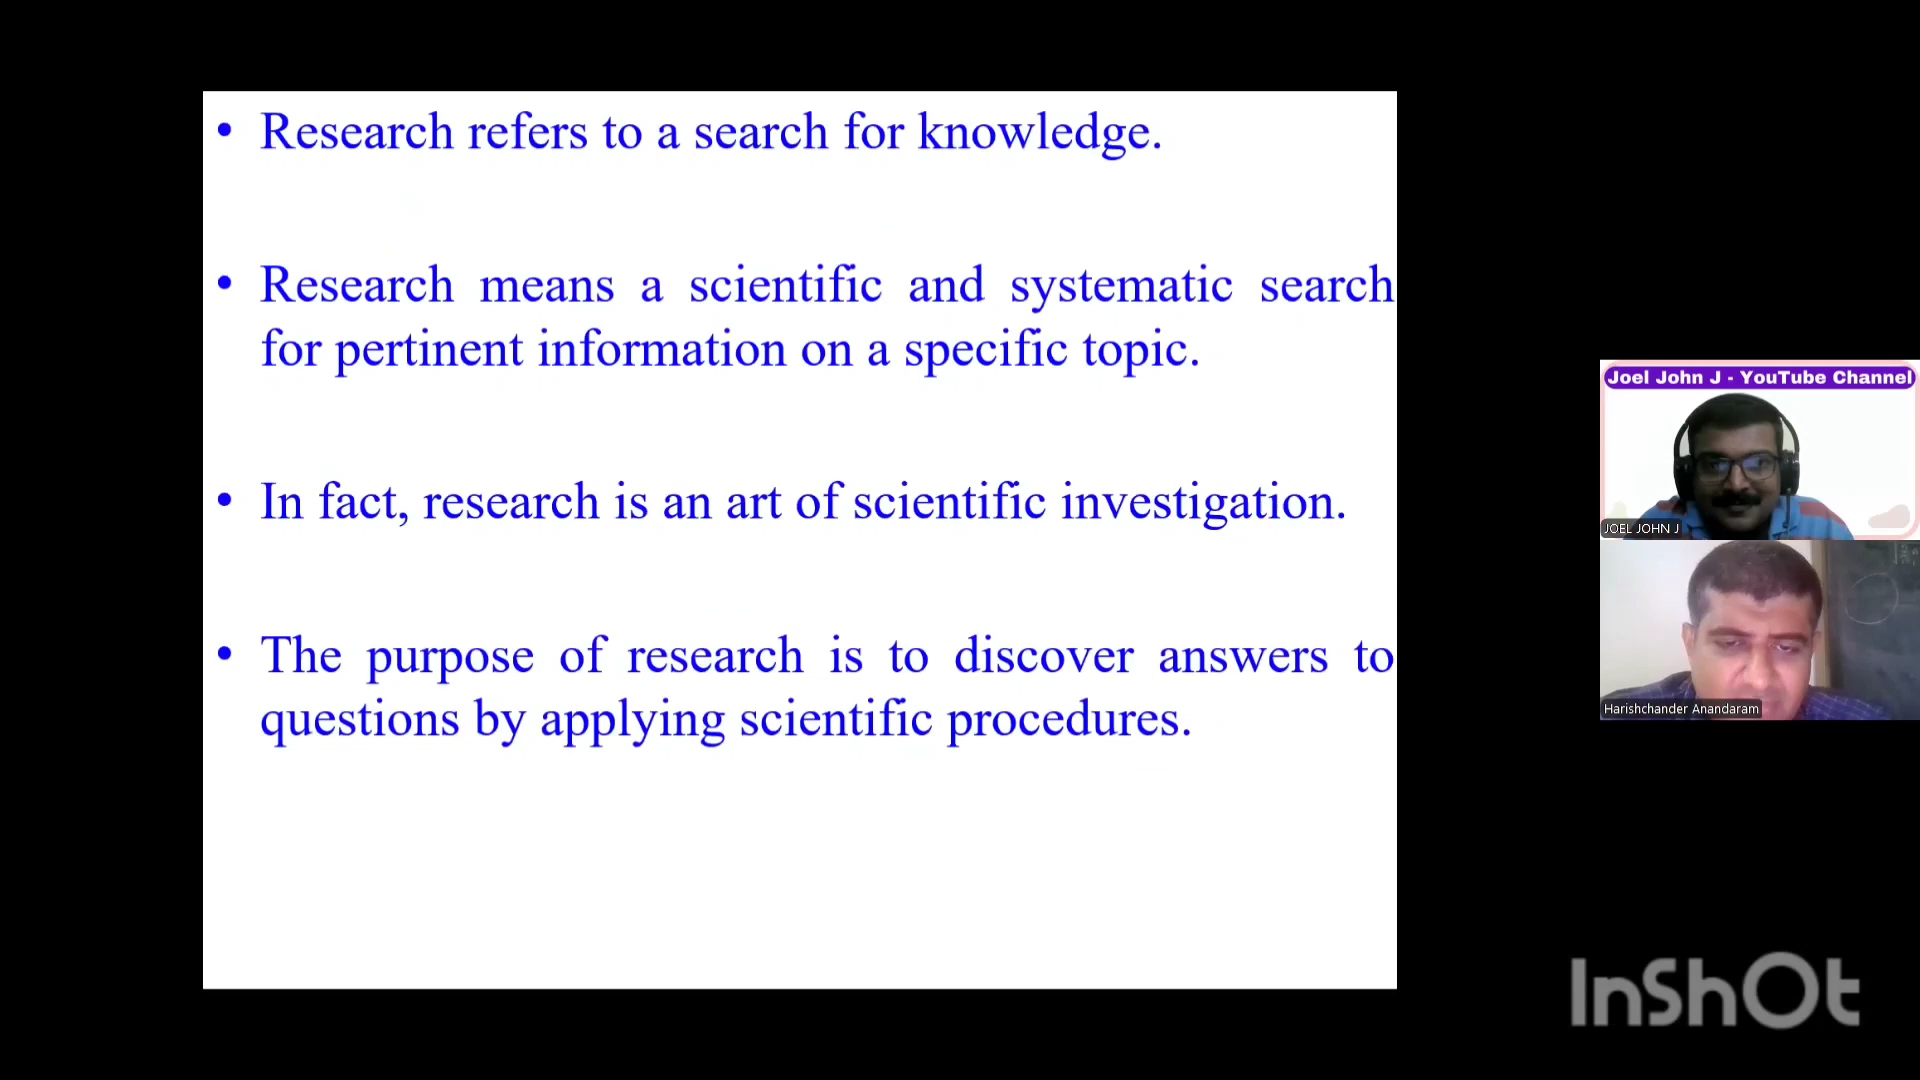 • Research refers to a search for knowledge.
• Research means a scientific and systematic search
for pertinent information on a specific topic.
• In fact, research is an art of scientific investigation.
• The purpose of research is to discover answers to
questions by applying scientific procedures.
Joel John J - YouTube Channel
JOEL JOHN J
Harishchander Anandaram
InShOt